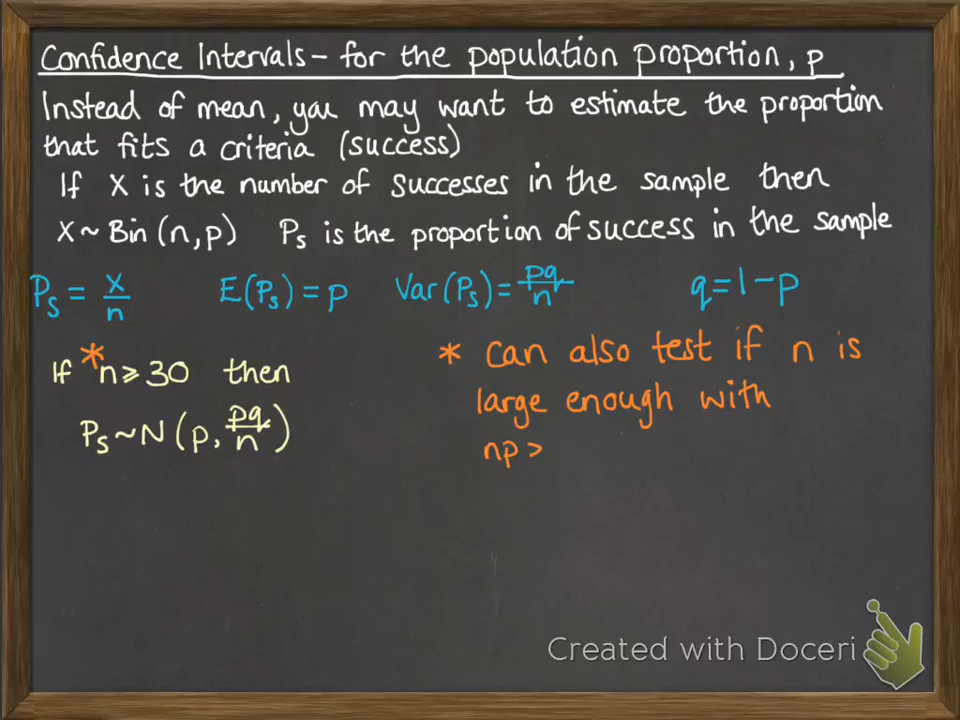 Confidence Intervals - for the population proportion, p
Instead of mean, you may want to estimate the proportion
that fits a criteria (success)
If X is the number of successes in the sample then
X ~ Bin (n, p) Ps is the proportion of success in the sample
Ps = x/n E(Ps) = p Var(Ps) = pq/n q = 1 - p
If *n ≥ 30 then
Ps ~ N (p, pq/n)
* can also test if n is
large enough with
np >
Created with Doceri